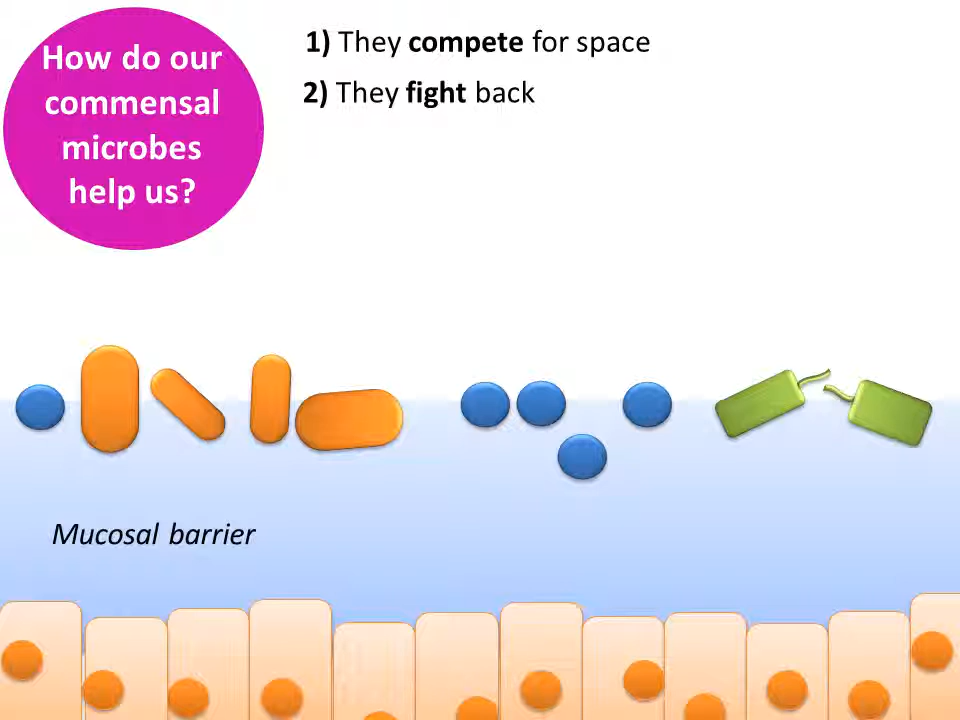 How do our
commensal
microbes
help us?
1) They compete for space
2) They fight back
Mucosal barrier